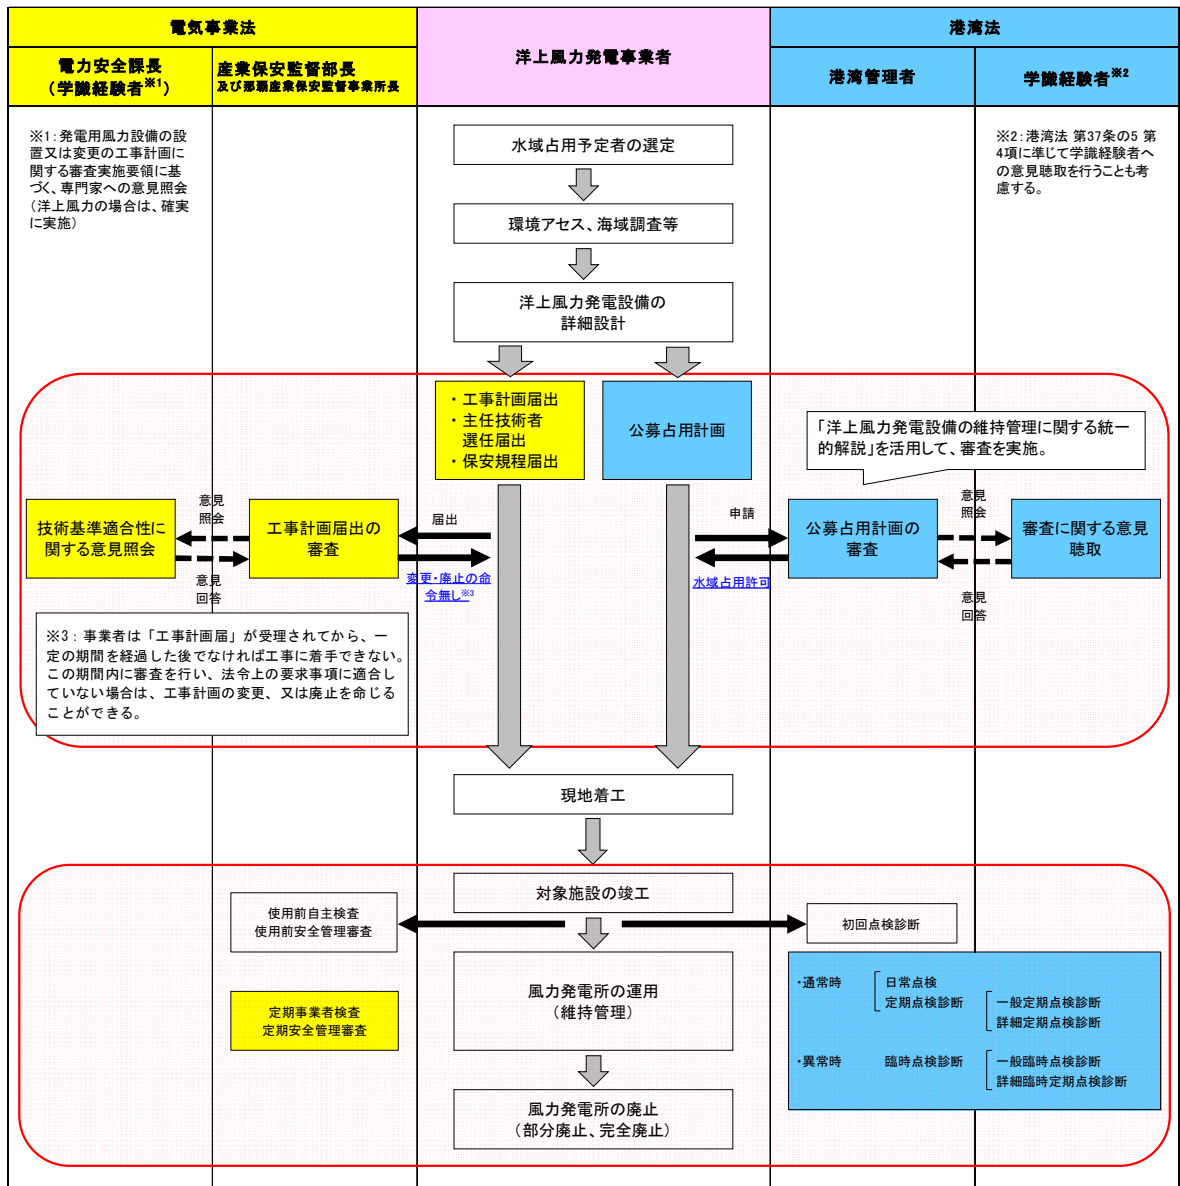 電気事業法
洋上風力発電事業者
港湾法
電力安全課長
（学識経験者※1）
産業保安監督部長
及び那覇産業保安監督事業所長
港湾管理者
学識経験者※2
※1：発電用風力設備の設
置又は変更の工事計画に
関する審査実施要領に基
づく、専門家への意見照会
（洋上風力の場合は、確実
に実施）
水域占用予定者の選定
※2：港湾法 第37条の5 第
4項に準じて学識経験者へ
の意見聴取を行うことも考
慮する。
環境アセス、海域調査等
洋上風力発電設備の
詳細設計
・工事計画届出
・主任技術者
選任届出
・保安規程届出
公募占用計画
「洋上風力発電設備の維持管理に関する統一
的解説」を活用して、審査を実施。
技術基準適合性に
関する意見照会
意見
照会
意見
回答
工事計画届出の
審査
届出
変更・廃止の命
令無し※3
申請
水域占用許可
公募占用計画の
審査
意見
照会
意見
回答
審査に関する意見
聴取
※3：事業者は「工事計画届」が受理されてから、一
定の期間を経過した後でなければ工事に着手できない。
この期間内に審査を行い、法令上の要求事項に適合し
ていない場合は、工事計画の変更、又は廃止を命じる
ことができる。
現地着工
対象施設の竣工
使用前自主検査
使用前安全管理審査
初回点検診断
風力発電所の運用
（維持管理）
定期事業者検査
定期安全管理審査
・通常時
日常点検
定期点検診断
一般定期点検診断
詳細定期点検診断
・異常時
臨時点検診断
一般臨時点検診断
詳細臨時定期点検診断
風力発電所の廃止
（部分廃止、完全廃止）